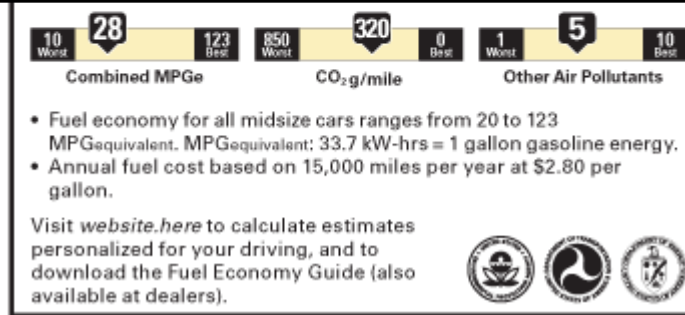 28
10 Worst
123 Best
Combined MPGe
320
850 Worst
0 Best
CO₂g/mile
5
1 Worst
10 Best
Other Air Pollutants
• Fuel economy for all midsize cars ranges from 20 to 123
MPGequivalent. MPGequivalent: 33.7 kW-hrs = 1 gallon gasoline energy.
• Annual fuel cost based on 15,000 miles per year at $2.80 per
gallon.
Visit website.here to calculate estimates
personalized for your driving, and to
download the Fuel Economy Guide (also
available at dealers).